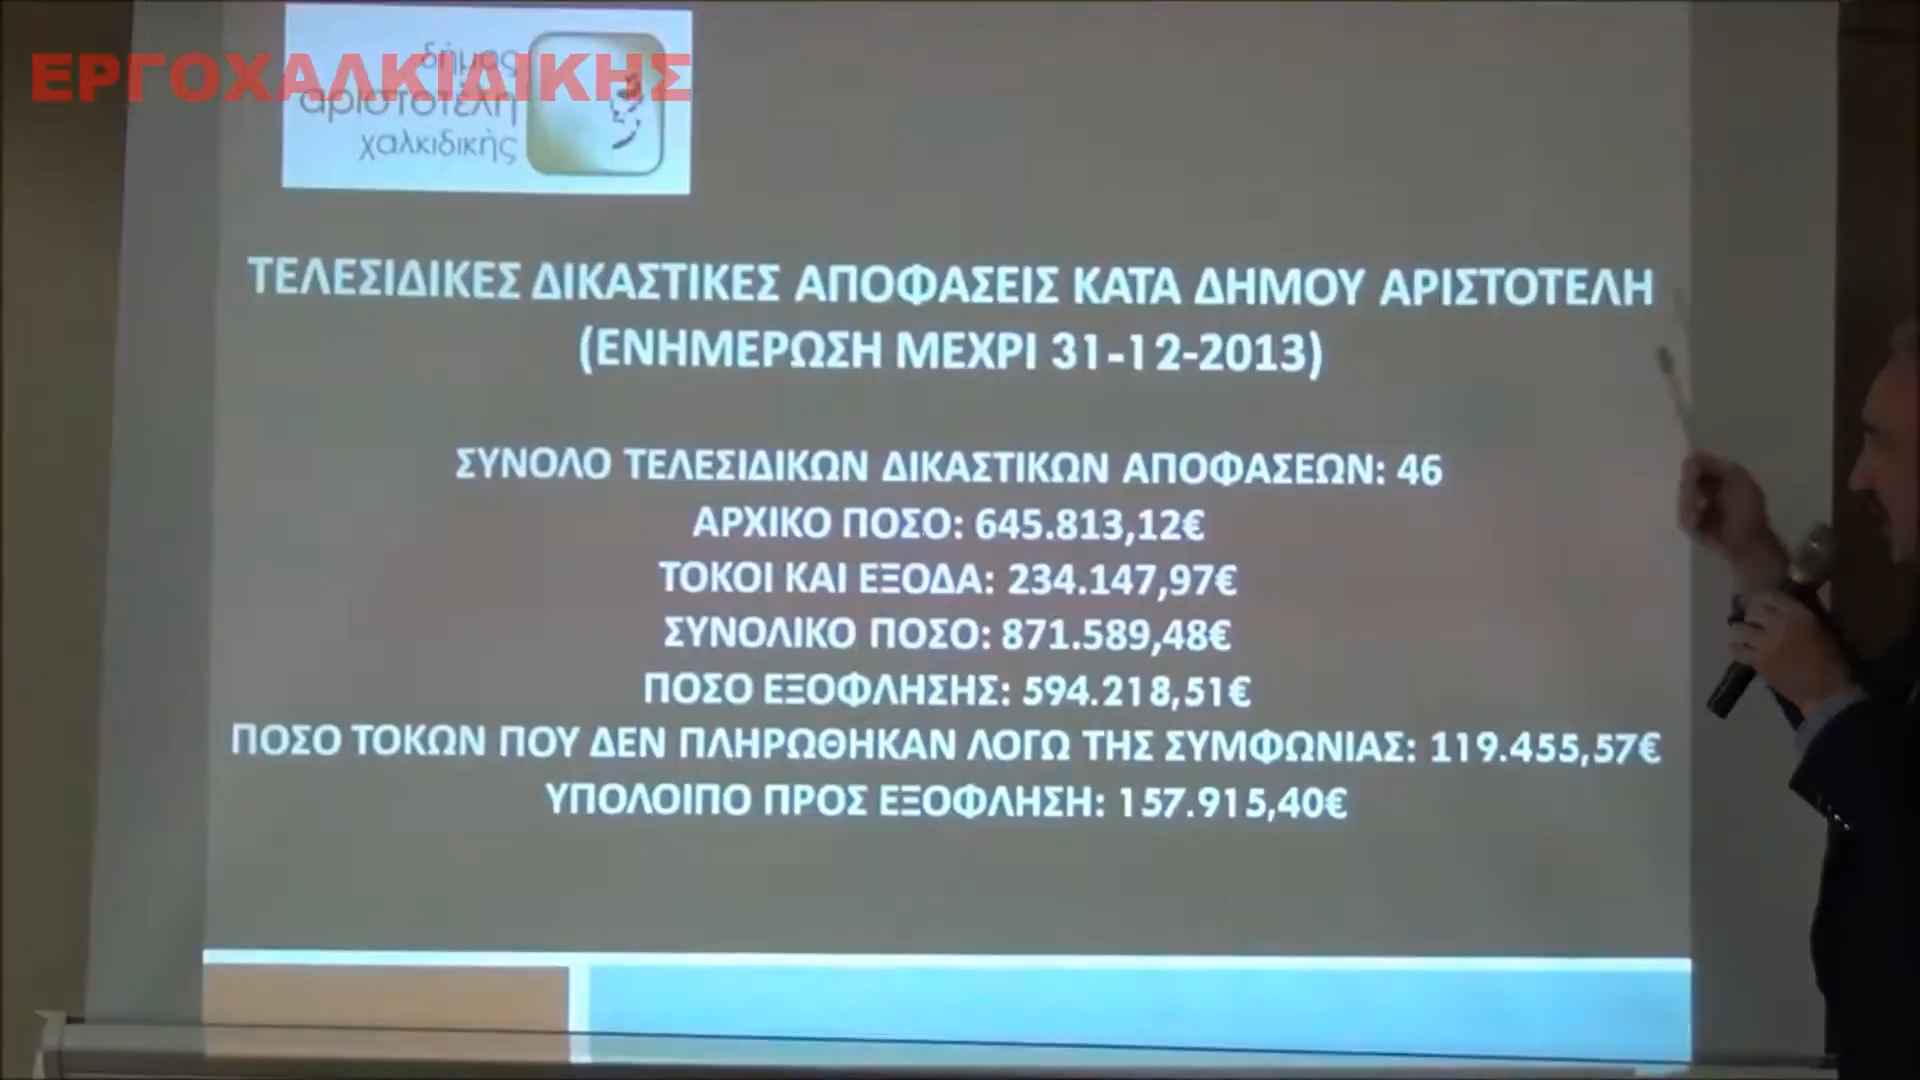 ΕΡΓΟΧΑΛΚΙΔΙΚΗΣ
δήμος
αριστοτέλη
χαλκιδικής
ΤΕΛΕΣΙΔΙΚΕΣ ΔΙΚΑΣΤΙΚΕΣ ΑΠΟΦΑΣΕΙΣ ΚΑΤΑ ΔΗΜΟΥ ΑΡΙΣΤΟΤΕΛΗ
(ΕΝΗΜΕΡΩΣΗ ΜΕΧΡΙ 31-12-2013)
ΣΥΝΟΛΟ ΤΕΛΕΣΙΔΙΚΩΝ ΔΙΚΑΣΤΙΚΩΝ ΑΠΟΦΑΣΕΩΝ: 46
ΑΡΧΙΚΟ ΠΟΣΟ: 645.813,12€
ΤΟΚΟΙ ΚΑΙ ΕΞΟΔΑ: 234.147,97€
ΣΥΝΟΛΙΚΟ ΠΟΣΟ: 871.589,48€
ΠΟΣΟ ΕΞΟΦΛΗΣΗΣ: 594.218,51€
ΠΟΣΟ ΤΟΚΩΝ ΠΟΥ ΔΕΝ ΠΛΗΡΩΘΗΚΑΝ ΛΟΓΩ ΤΗΣ ΣΥΜΦΩΝΙΑΣ: 119.455,57€
ΥΠΟΛΟΙΠΟ ΠΡΟΣ ΕΞΟΦΛΗΣΗ: 157.915,40€